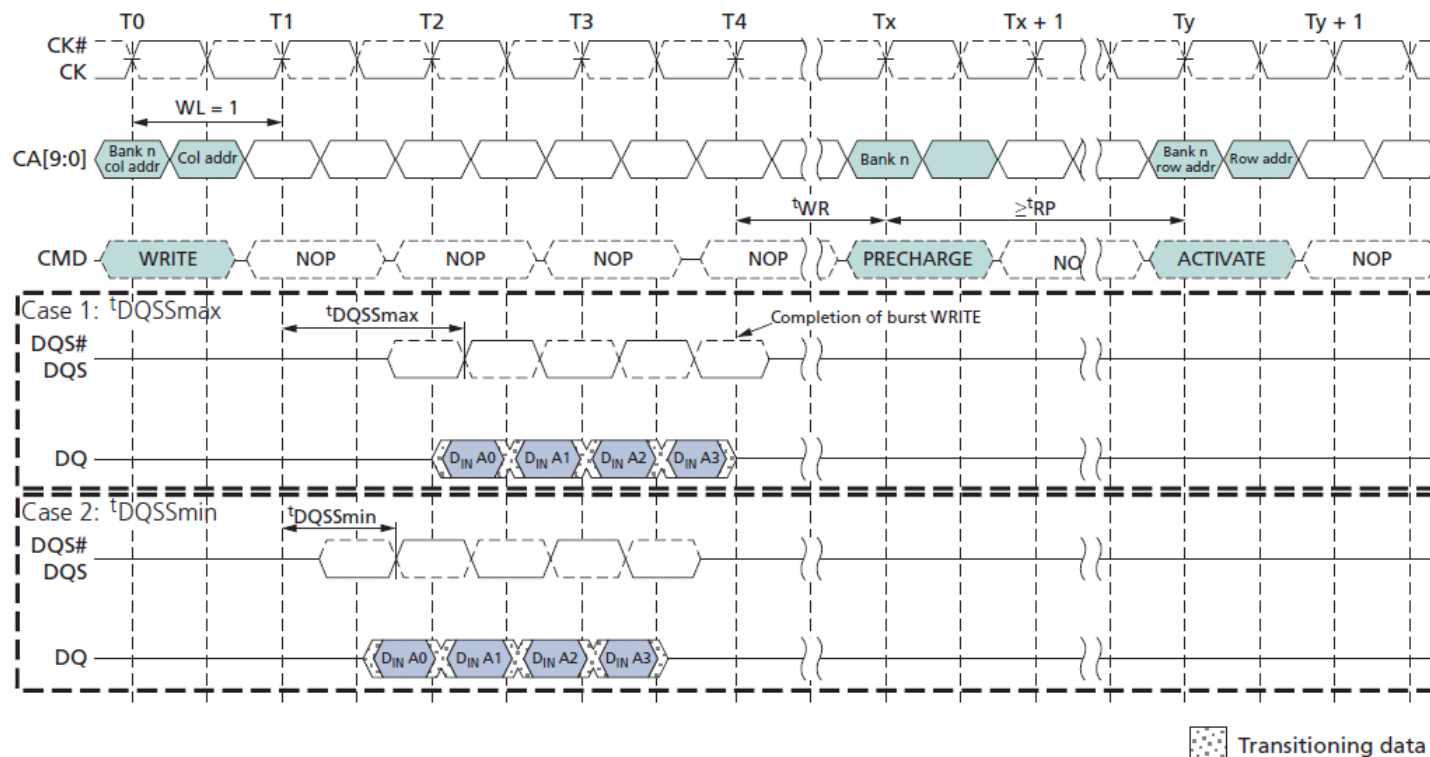 T0 T1 T2 T3 T4 Tx Tx + 1 Ty Ty + 1
CK#
CK
WL = 1
CA[9:0] Bank n col addr Col addr Bank n Bank n row addr Row addr
tWR ≥tRP
CMD WRITE NOP NOP NOP NOP PRECHARGE NO ACTIVATE NOP
Case 1: tDQSSmax
tDQSSmax
Completion of burst WRITE
DQS#
DQS
DQ DIN A0 DIN A1 DIN A2 DIN A3
Case 2: tDQSSmin
tDQSSmin
DQS#
DQS
DQ DIN A0 DIN A1 DIN A2 DIN A3
Transitioning data